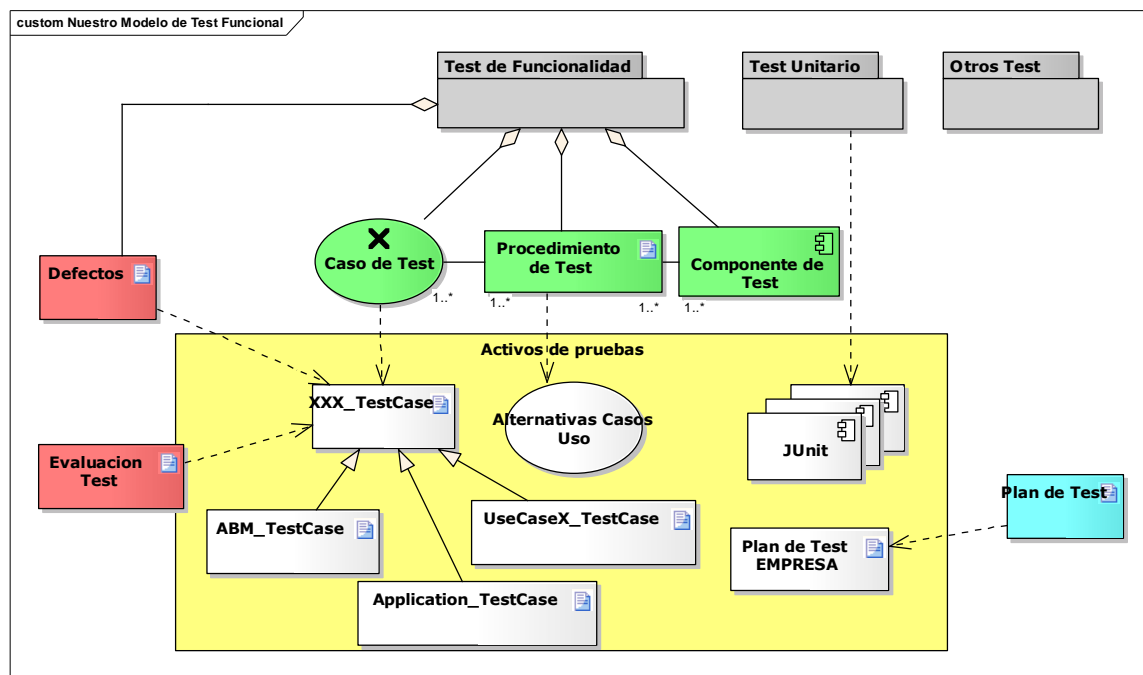 custom Nuestro Modelo de Test Funcional
Test de Funcionalidad
Test Unitario
Otros Test
Caso de Test
Procedimiento
de Test
Componente de
Test
1..*
1..*
1..*
1..*
Defectos
Activos de pruebas
XXX_TestCase
Alternativas Casos
Uso
JUnit
Evaluacion
Test
Plan de Test
ABM_TestCase
UseCaseX_TestCase
Plan de Test
EMPRESA
Application_TestCase